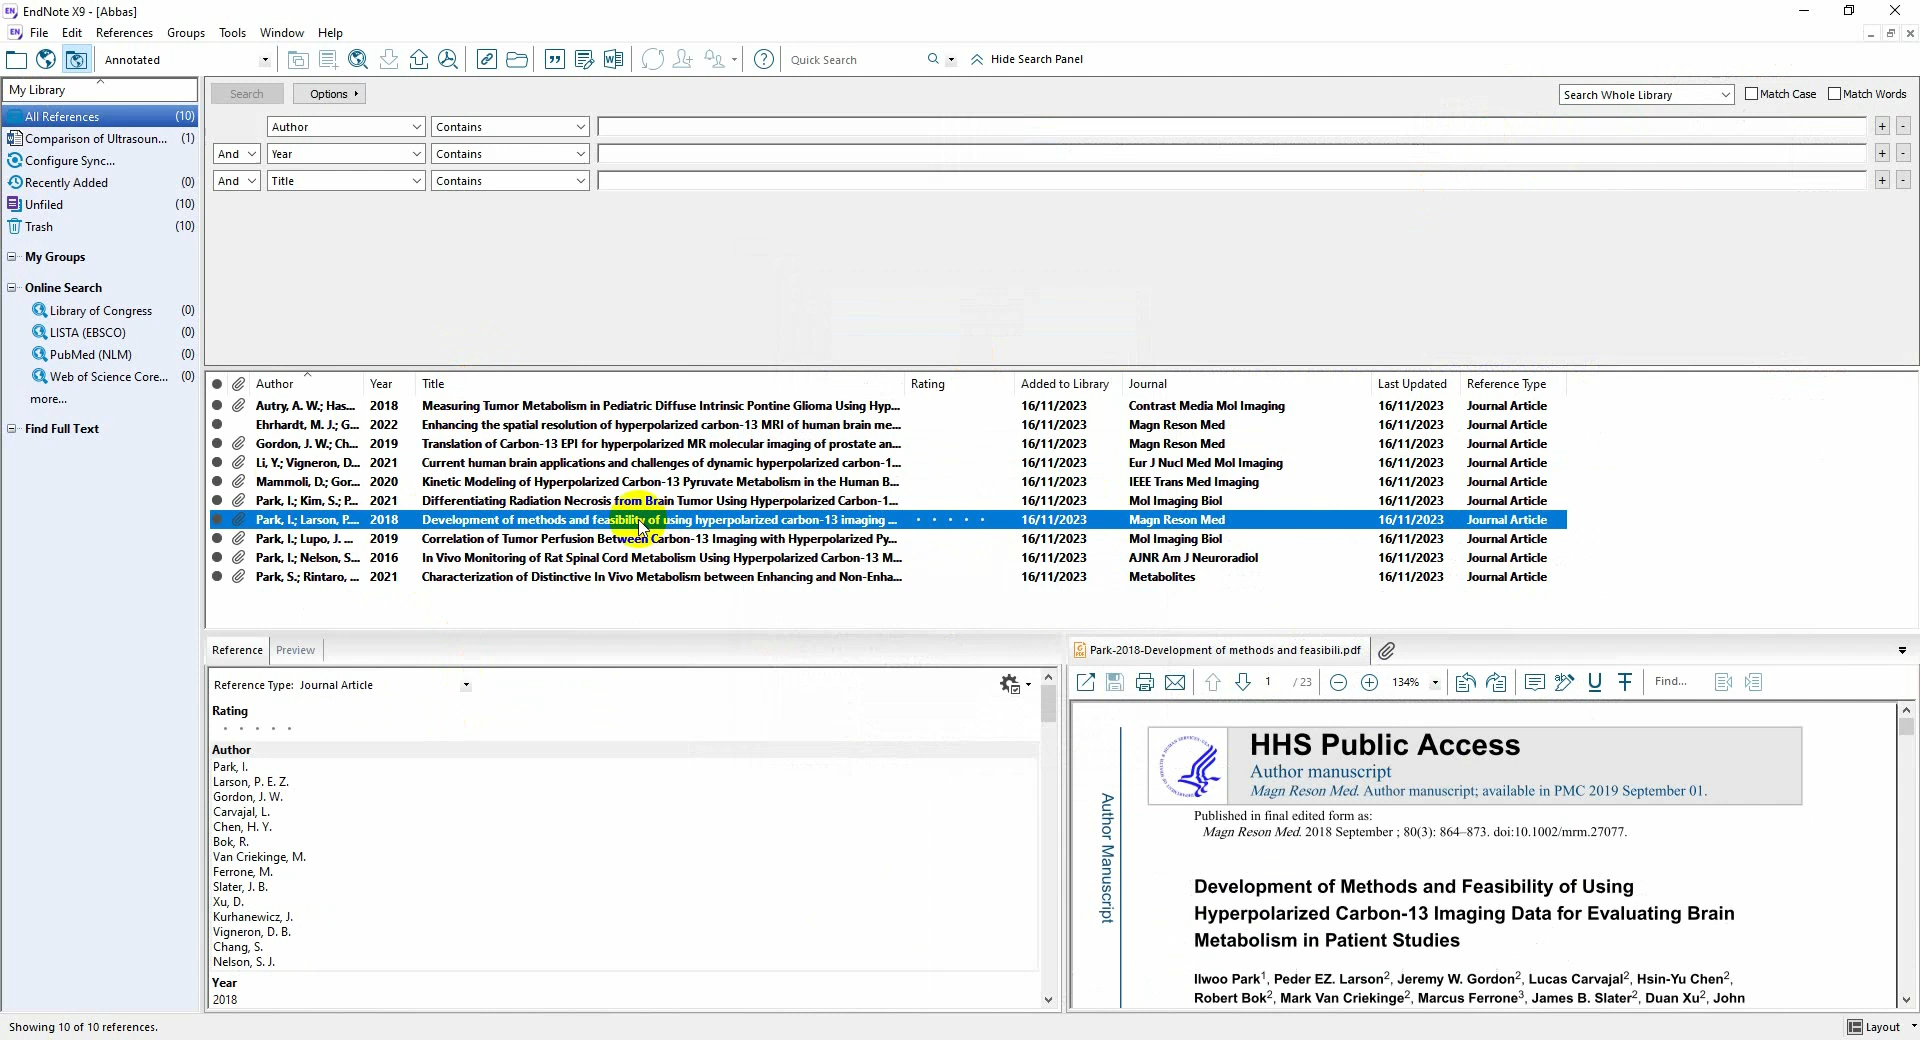 EndNote X9 - [Abbas]
File Edit References Groups Tools Window Help
Annotated Quick Search Hide Search Panel
My Library
All References (10)
Comparison of Ultrasoun... (1)
Configure Sync...
Recently Added (0)
Unfiled (10)
Trash (10)
My Groups
Online Search
Library of Congress (0)
LISTA (EBSCO) (0)
PubMed (NLM) (0)
Web of Science Core... (0)
more...
Find Full Text
Search Options Search Whole Library Match Case Match Words
Author Contains + -
And Year Contains + -
And Title Contains + -
Author Year Title Rating Added to Library Journal Last Updated Reference Type
Autry, A. W.; Has... 2018 Measuring Tumor Metabolism in Pediatric Diffuse Intrinsic Pontine Glioma Using Hyp... 16/11/2023 Contrast Media Mol Imaging 16/11/2023 Journal Article
Ehrhardt, M. J.; G... 2022 Enhancing the spatial resolution of hyperpolarized carbon-13 MRI of human brain me... 16/11/2023 Magn Reson Med 16/11/2023 Journal Article
Gordon, J. W.; Ch... 2019 Translation of Carbon-13 EPI for hyperpolarized MR molecular imaging of prostate an... 16/11/2023 Magn Reson Med 16/11/2023 Journal Article
Li, Y.; Vigneron, D... 2021 Current human brain applications and challenges of dynamic hyperpolarized carbon-1... 16/11/2023 Eur J Nucl Med Mol Imaging 16/11/2023 Journal Article
Mammoli, D.; Gor... 2020 Kinetic Modeling of Hyperpolarized Carbon-13 Pyruvate Metabolism in the Human B... 16/11/2023 IEEE Trans Med Imaging 16/11/2023 Journal Article
Park, I.; Kim, S.; P... 2021 Differentiating Radiation Necrosis from Brain Tumor Using Hyperpolarized Carbon-1... 16/11/2023 Mol Imaging Biol 16/11/2023 Journal Article
Park, I.; Larson, P.... 2018 Development of methods and feasibility of using hyperpolarized carbon-13 imaging ... 16/11/2023 Magn Reson Med 16/11/2023 Journal Article
Park, I.; Lupo, J. ... 2019 Correlation of Tumor Perfusion Between Carbon-13 Imaging with Hyperpolarized Py... 16/11/2023 Mol Imaging Biol 16/11/2023 Journal Article
Park, I.; Nelson, S... 2016 In Vivo Monitoring of Rat Spinal Cord Metabolism Using Hyperpolarized Carbon-13 M... 16/11/2023 AJNR Am J Neuroradiol 16/11/2023 Journal Article
Park, S.; Rintaro, ... 2021 Characterization of Distinctive In Vivo Metabolism between Enhancing and Non-Enha... 16/11/2023 Metabolites 16/11/2023 Journal Article
Reference Preview
Reference Type: Journal Article
Rating
Author
Park, I.
Larson, P. E. Z.
Gordon, J. W.
Carvajal, L.
Chen, H. Y.
Bok, R.
Van Criekinge, M.
Ferrone, M.
Slater, J. B.
Xu, D.
Kurhanewicz, J.
Vigneron, D. B.
Chang, S.
Nelson, S. J.
Year
2018
Park-2018-Development of methods and feasibili.pdf
1 / 23 134% Find...
HHS Public Access
Author manuscript
Magn Reson Med. Author manuscript; available in PMC 2019 September 01.
Author Manuscript
Published in final edited form as:
Magn Reson Med. 2018 September ; 80(3): 864–873. doi:10.1002/mrm.27077.
Development of Methods and Feasibility of Using
Hyperpolarized Carbon-13 Imaging Data for Evaluating Brain
Metabolism in Patient Studies
Ilwoo Park1, Peder EZ. Larson2, Jeremy W. Gordon2, Lucas Carvajal2, Hsin-Yu Chen2,
Robert Bok2, Mark Van Criekinge2, Marcus Ferrone3, James B. Slater2, Duan Xu2, John
Showing 10 of 10 references.
Layout